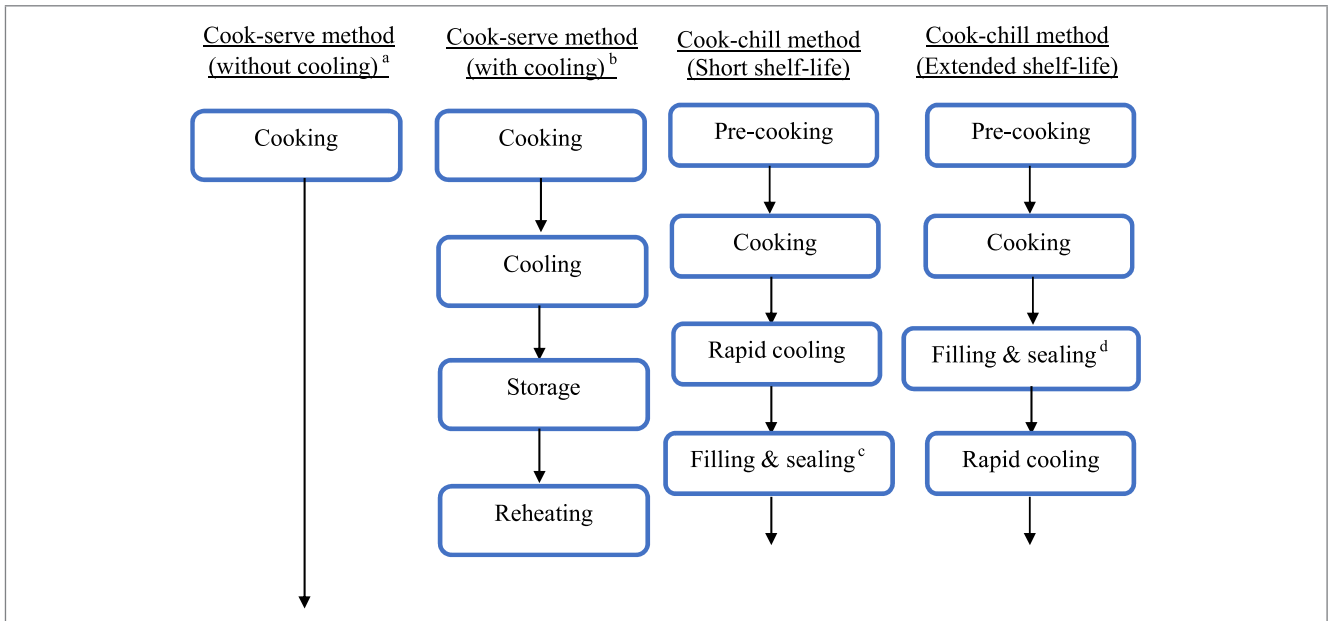 Cook-serve method
(without cooling) a
Cooking
Cook-serve method
(with cooling) b
Cooking
Cooling
Storage
Reheating
Cook-chill method
(Short shelf-life)
Pre-cooking
Cooking
Rapid cooling
Filling & sealing c
Cook-chill method
(Extended shelf-life)
Pre-cooking
Cooking
Filling & sealing d
Rapid cooling